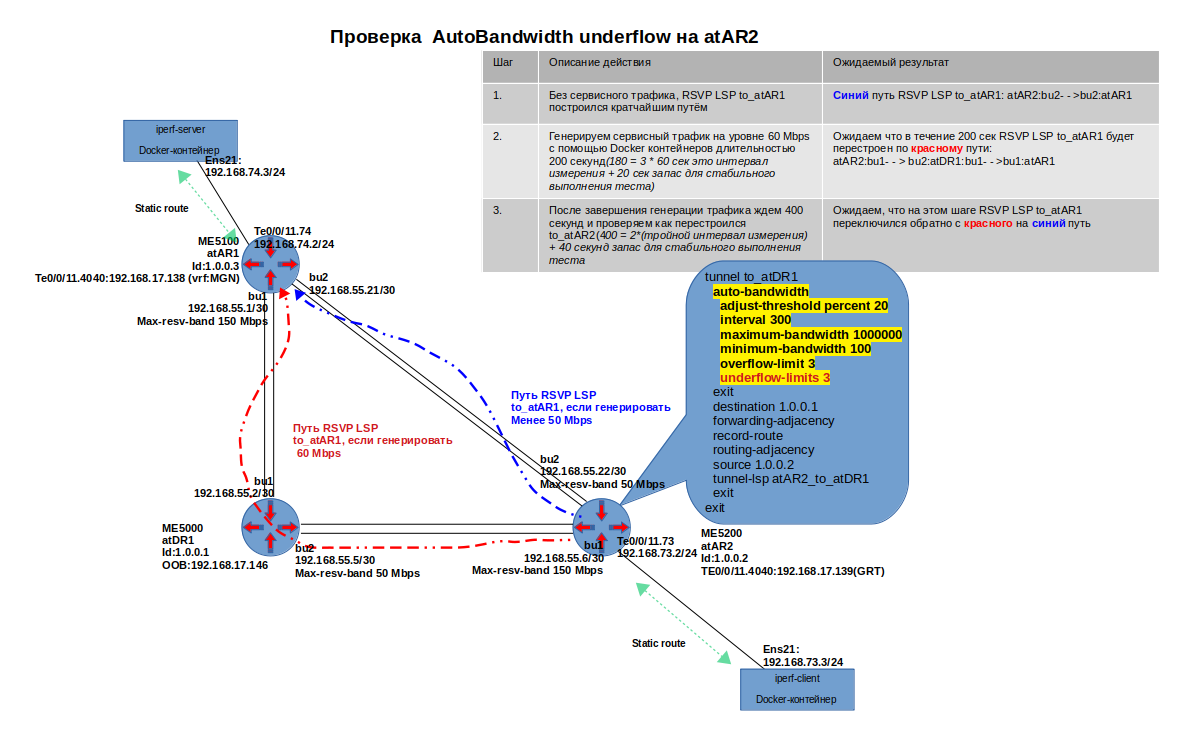 Проверка AutoBandwidth underflow на atAR2
Шаг
Описание действия
Ожидаемый результат
1.
Без сервисного трафика, RSVP LSP to_atAR1
построился кратчайшим путём
Синий путь RSVP LSP to_atAR1: atAR2:bu2- - >bu2:atAR1
2.
Генерируем сервисный трафик на уровне 60 Mbps
с помощью Docker контейнеров длительностью
200 секунд(180 = 3 * 60 сек это интервал
измерения + 20 сек запас для стабильного
выполнения теста)
Ожидаем что в течение 200 сек RSVP LSP to_atAR1 будет
перестроен по красному пути:
atAR2:bu1- - > bu2:atDR1:bu1- - >bu1:atAR1
3.
После завершения генерации трафика ждем 400
секунд и проверяем как перестроился
to_atAR2(400 = 2*(тройной интервал измерения)
+ 40 секунд запас для стабильного выполнения
теста
Ожидаем, что на этом шаге RSVP LSP to_atAR1
переключился обратно с красного на синий путь
iperf-server
Docker-контейнер
Ens21:
192.168.74.3/24
Static route
Te0/0/11.74
192.168.74.2/24
ME5100
atAR1
Id:1.0.0.3
Te0/0/11.4040:192.168.17.138 (vrf:MGN)
bu2
192.168.55.21/30
bu1
192.168.55.1/30
Max-resv-band 150 Mbps
tunnel to_atDR1
auto-bandwidth
adjust-threshold percent 20
interval 300
maximum-bandwidth 1000000
minimum-bandwidth 100
overflow-limit 3
underflow-limits 3
exit
destination 1.0.0.1
forwarding-adjacency
record-route
routing-adjacency
source 1.0.0.2
tunnel-lsp atAR2_to_atDR1
exit
exit
Путь RSVP LSP
to_atAR1, если генерировать
Менее 50 Mbps
Путь RSVP LSP
to_atAR1, если генерировать
60 Mbps
bu2
192.168.55.22/30
Max-resv-band 50 Mbps
bu1
192.168.55.2/30
ME5000
atDR1
Id:1.0.0.1
OOB:192.168.17.146
bu2
192.168.55.5/30
Max-resv-band 50 Mbps
bu1
192.168.55.6/30
Max-resv-band 150 Mbps
Te0/0/11.73
192.168.73.2/24
ME5200
atAR2
Id:1.0.0.2
TE0/0/11.4040:192.168.17.139(GRT)
Static route
Ens21:
192.168.73.3/24
iperf-client
Docker-контейнер